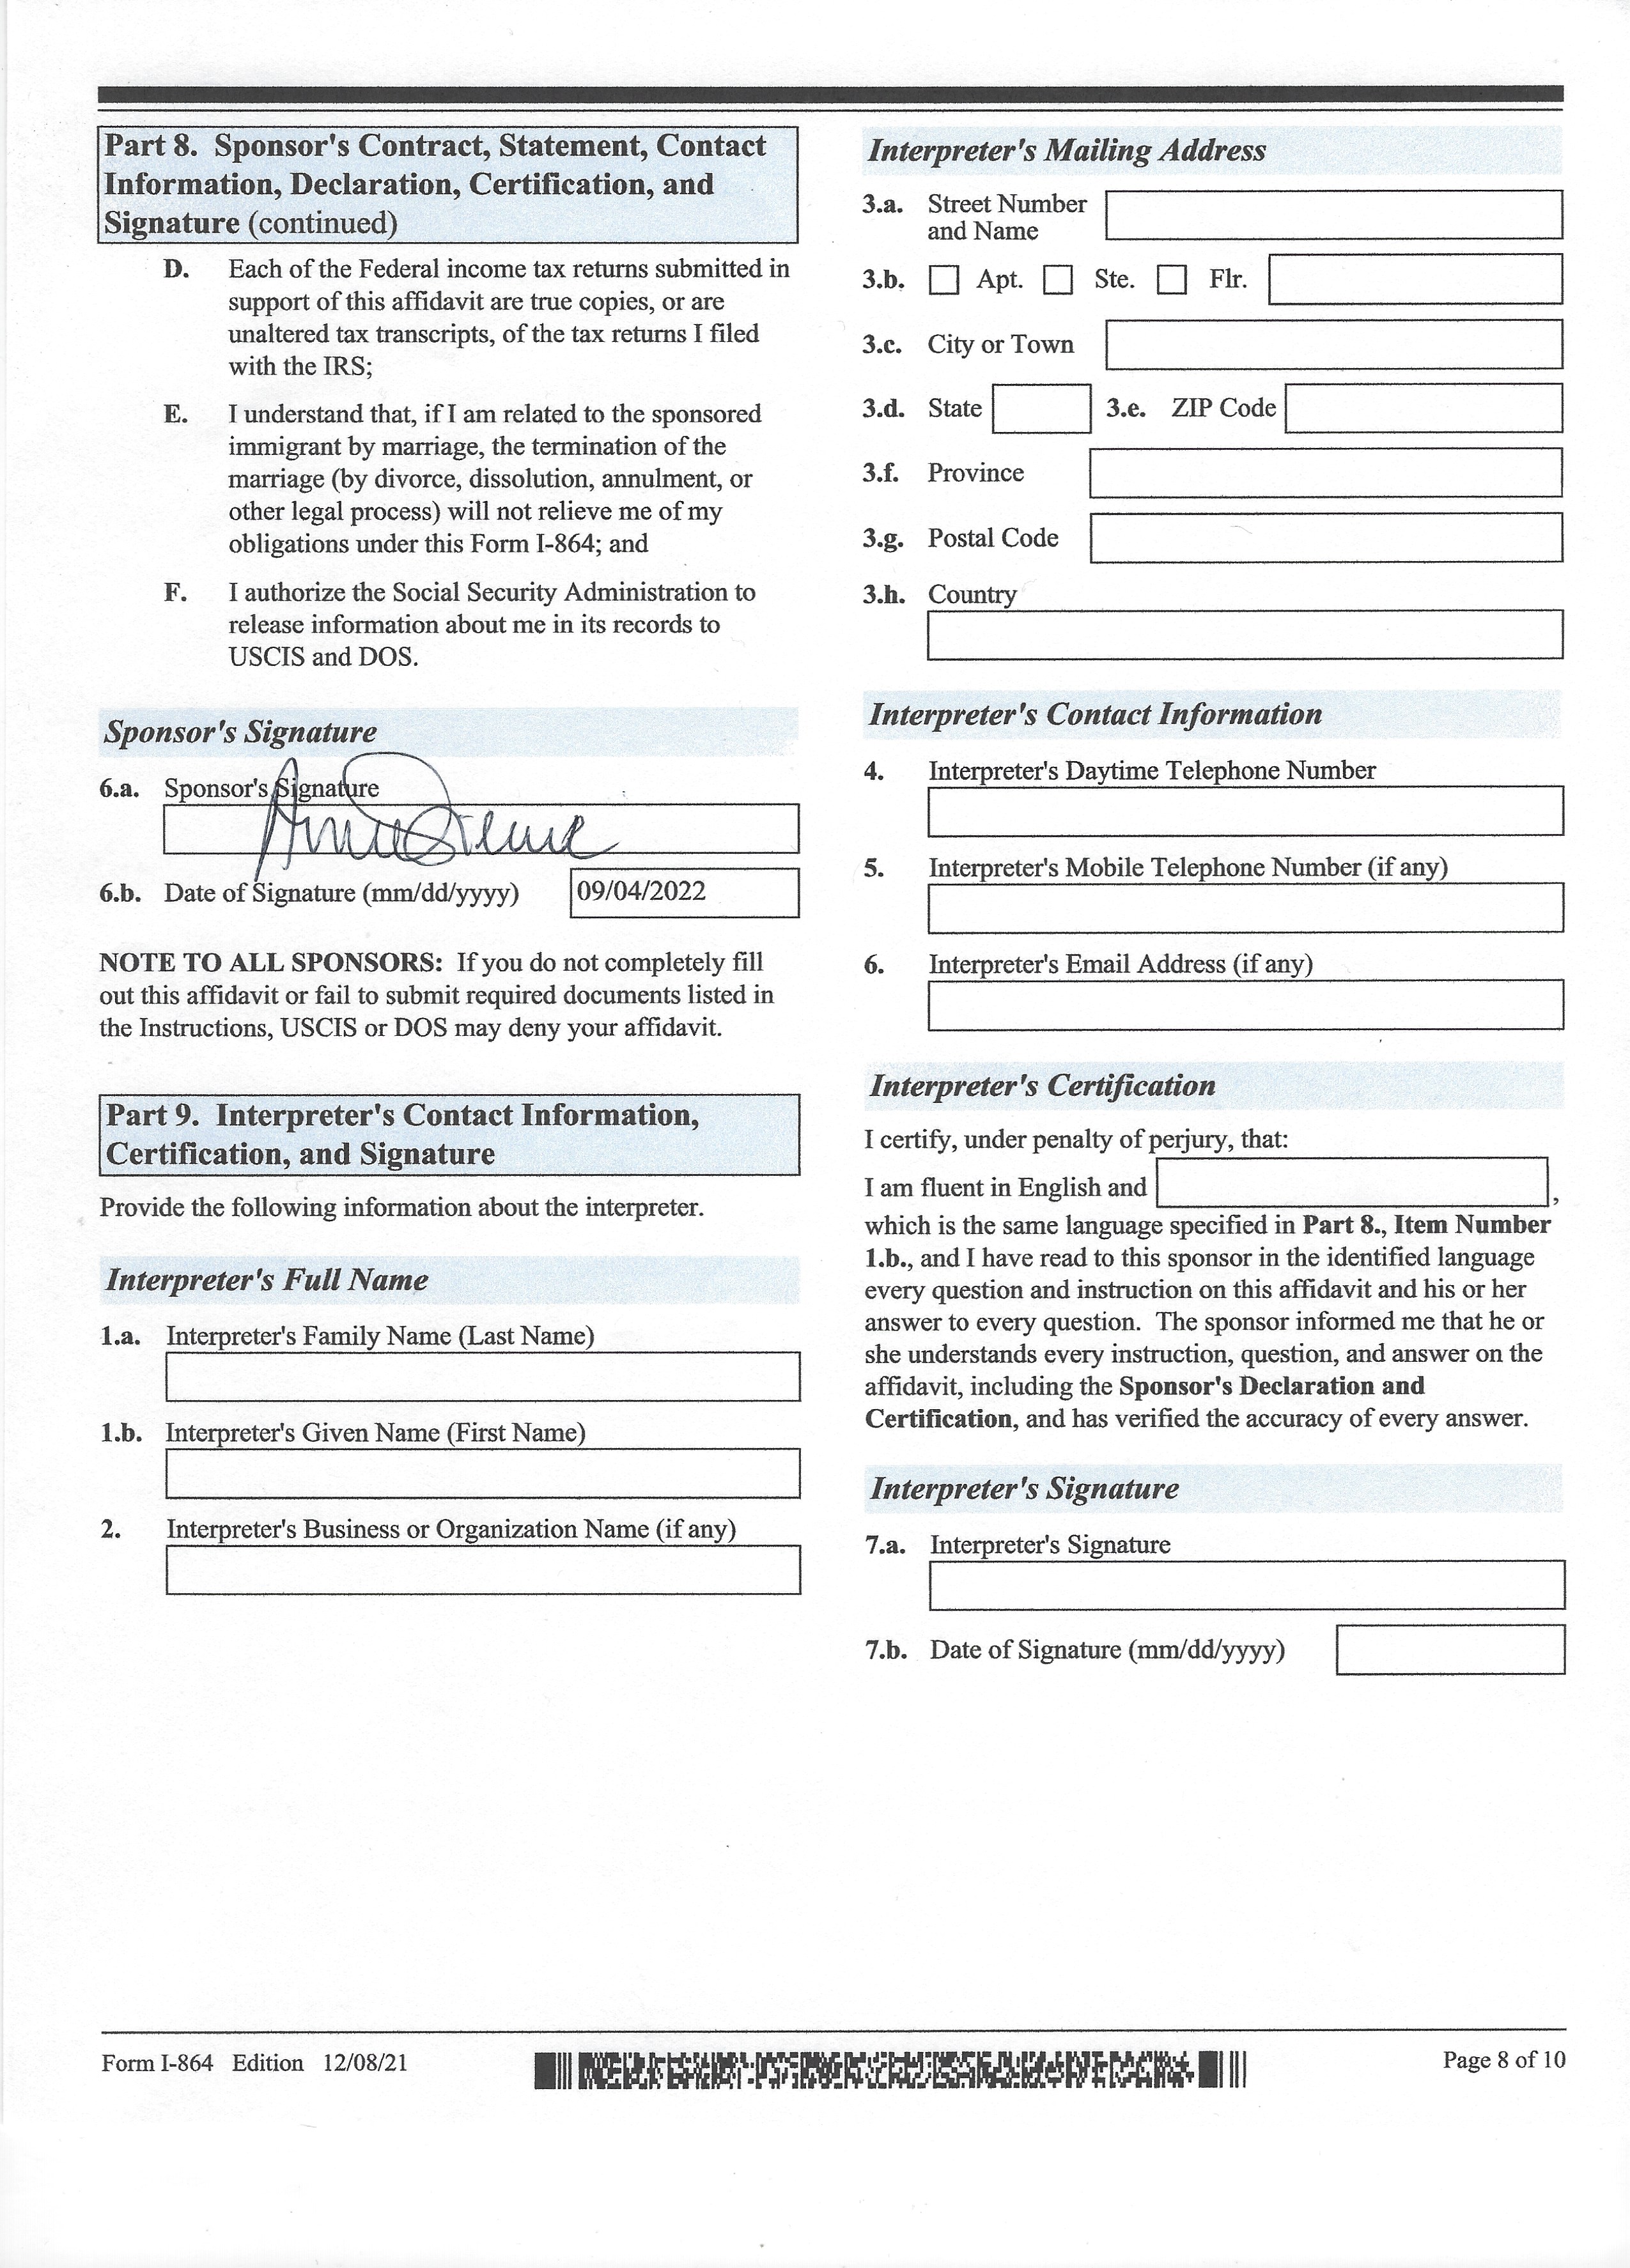 Part 8. Sponsor's Contract, Statement, Contact
Information, Declaration, Certification, and
Signature (continued)
D. Each of the Federal income tax returns submitted in
support of this affidavit are true copies, or are
unaltered tax transcripts, of the tax returns I filed
with the IRS;
E. I understand that, if I am related to the sponsored
immigrant by marriage, the termination of the
marriage (by divorce, dissolution, annulment, or
other legal process) will not relieve me of my
obligations under this Form I-864; and
F. I authorize the Social Security Administration to
release information about me in its records to
USCIS and DOS.
Sponsor's Signature
6.a. Sponsor's Signature
6.b. Date of Signature (mm/dd/yyyy) 09/04/2022
NOTE TO ALL SPONSORS: If you do not completely fill
out this affidavit or fail to submit required documents listed in
the Instructions, USCIS or DOS may deny your affidavit.
Part 9. Interpreter's Contact Information,
Certification, and Signature
Provide the following information about the interpreter.
Interpreter's Full Name
1.a. Interpreter's Family Name (Last Name)
1.b. Interpreter's Given Name (First Name)
2. Interpreter's Business or Organization Name (if any)
Interpreter's Mailing Address
3.a. Street Number
and Name
3.b. Apt. Ste. Flr.
3.c. City or Town
3.d. State 3.e. ZIP Code
3.f. Province
3.g. Postal Code
3.h. Country
Interpreter's Contact Information
4. Interpreter's Daytime Telephone Number
5. Interpreter's Mobile Telephone Number (if any)
6. Interpreter's Email Address (if any)
Interpreter's Certification
I certify, under penalty of perjury, that:
I am fluent in English and ,
which is the same language specified in Part 8., Item Number
1.b., and I have read to this sponsor in the identified language
every question and instruction on this affidavit and his or her
answer to every question. The sponsor informed me that he or
she understands every instruction, question, and answer on the
affidavit, including the Sponsor's Declaration and
Certification, and has verified the accuracy of every answer.
Interpreter's Signature
7.a. Interpreter's Signature
7.b. Date of Signature (mm/dd/yyyy)
Form I-864 Edition 12/08/21
Page 8 of 10